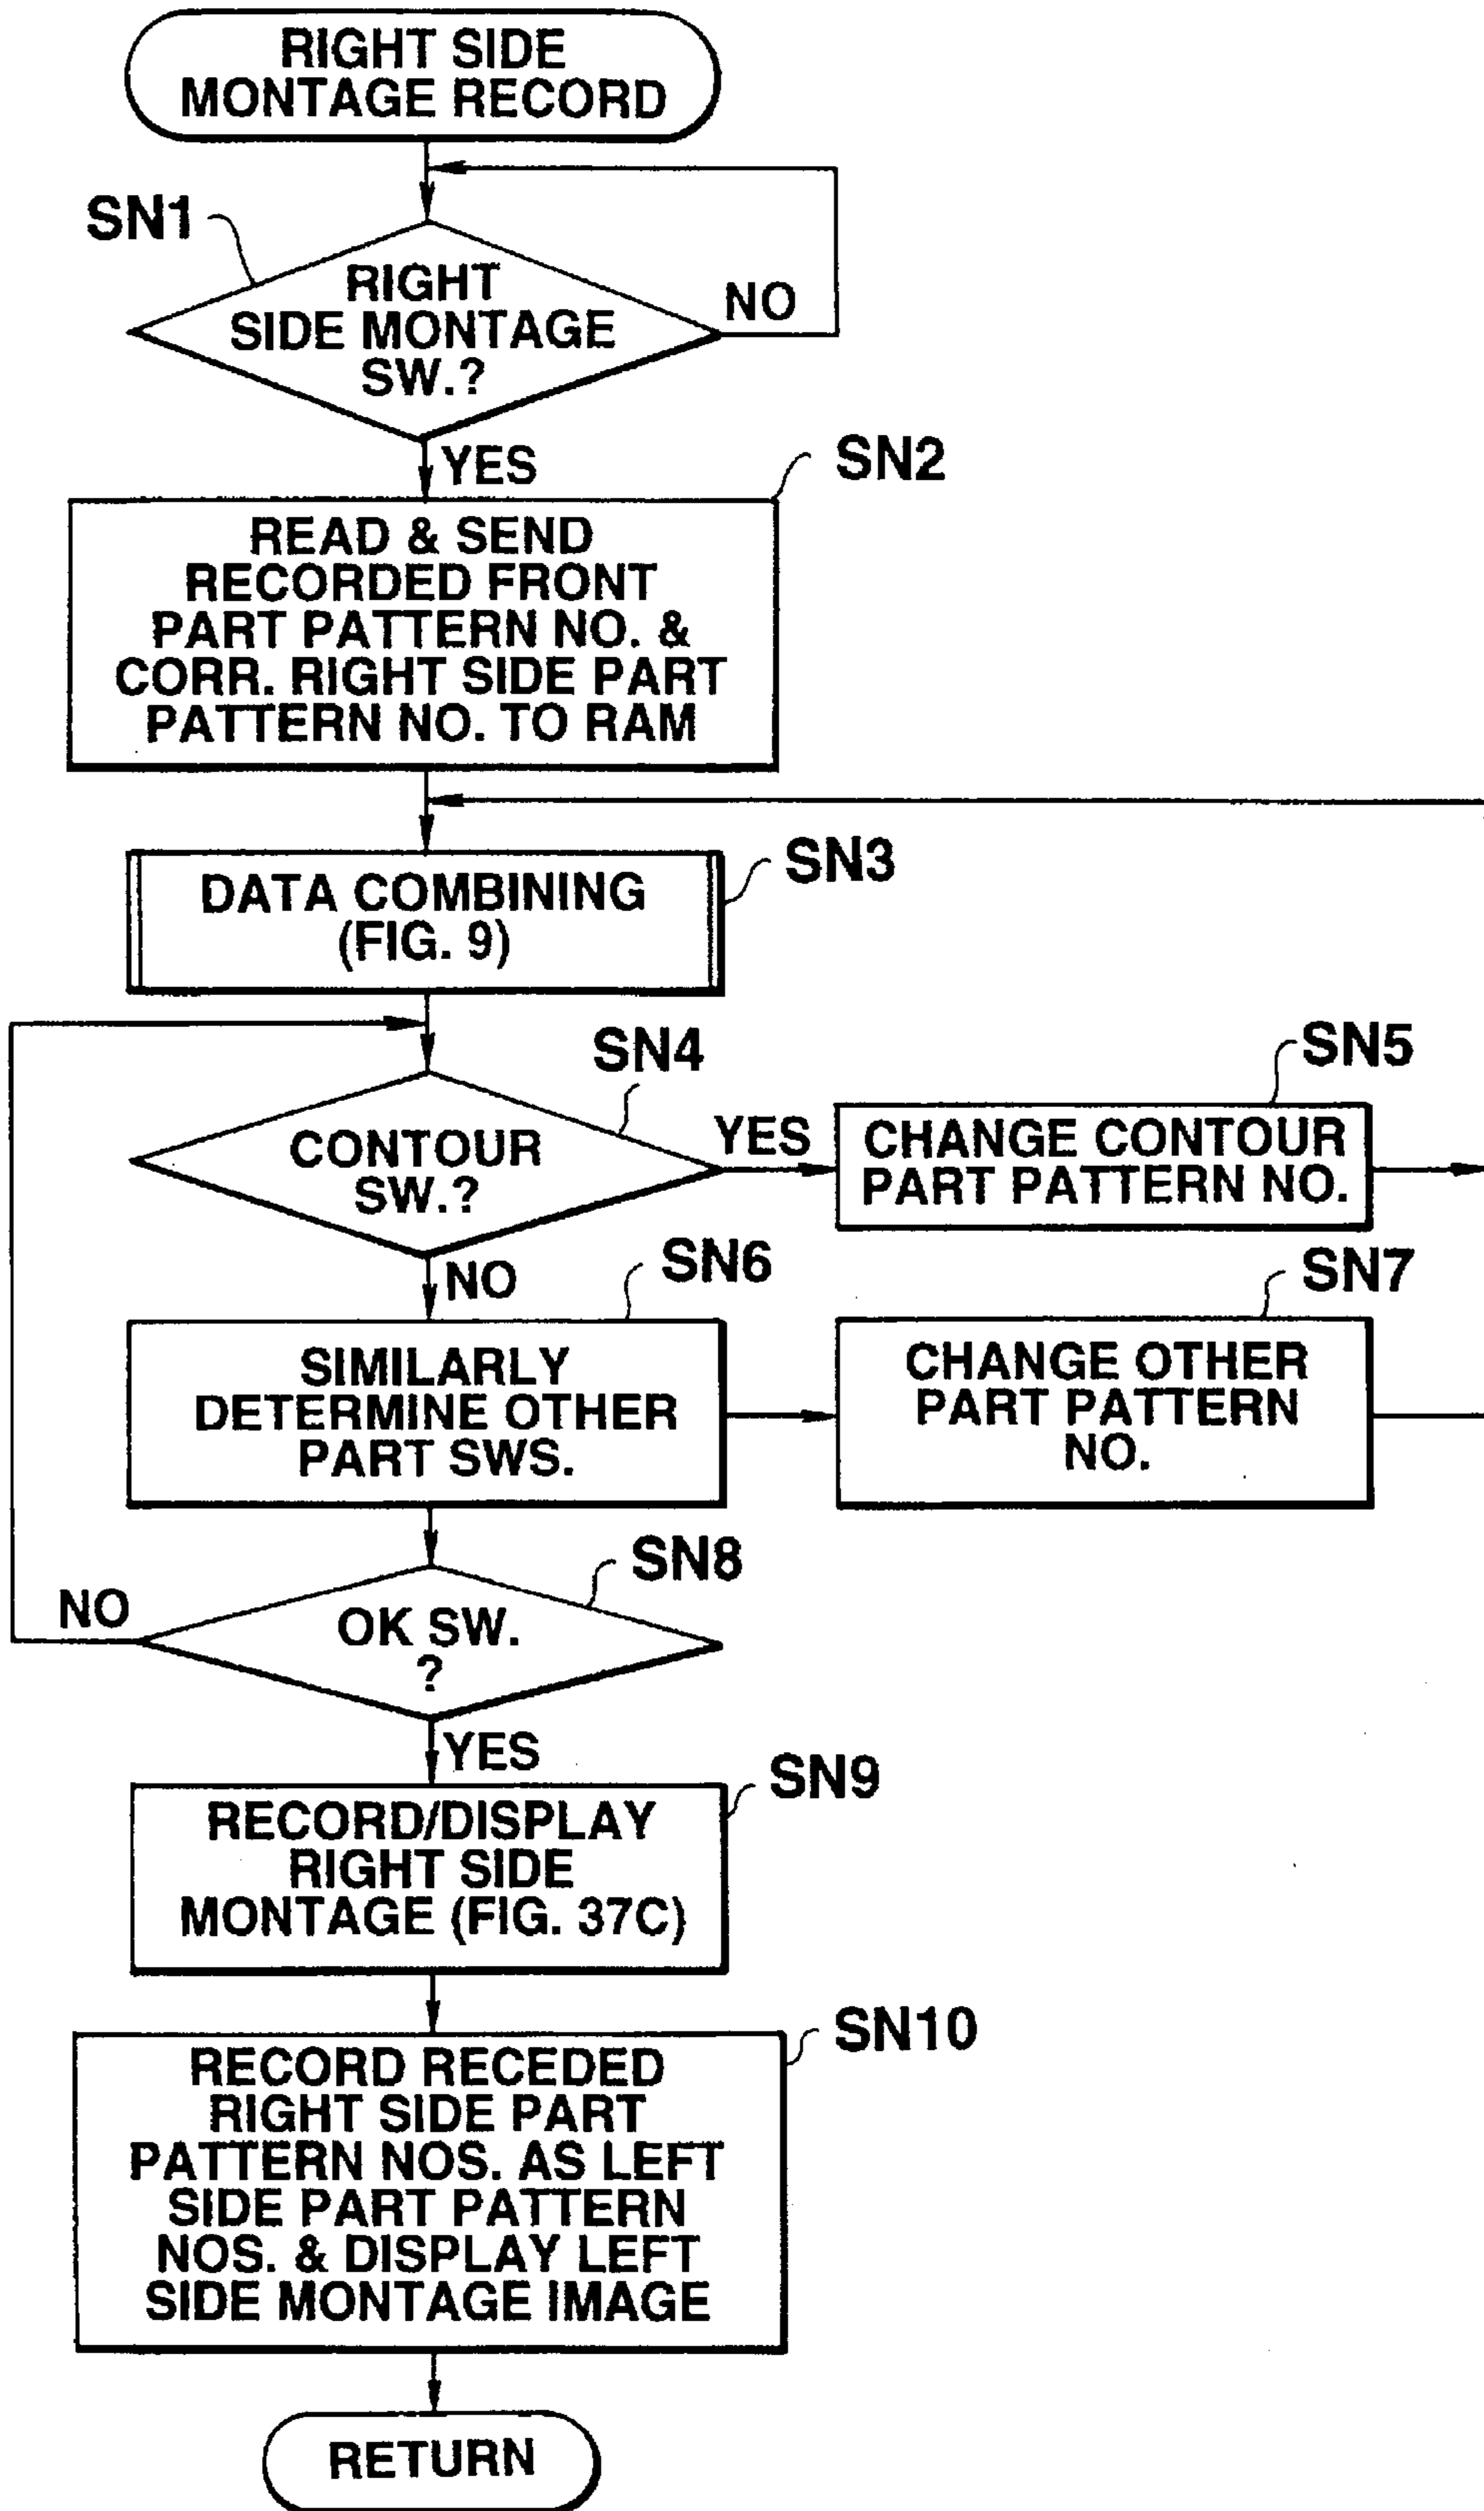 RIGHT SIDE
MONTAGE RECORD
SN1
RIGHT
SIDE MONTAGE
SW.?
NO
YES
SN2
READ & SEND
RECORDED FRONT
PART PATTERN NO. &
CORR. RIGHT SIDE PART
PATTERN NO. TO RAM
SN3
DATA COMBINING
(FIG. 9)
SN4
CONTOUR
SW.?
YES
SN5
CHANGE CONTOUR
PART PATTERN NO.
NO
SN6
SIMILARLY
DETERMINE OTHER
PART SWS.
SN7
CHANGE OTHER
PART PATTERN
NO.
SN8
OK SW.
?
NO
YES
SN9
RECORD/DISPLAY
RIGHT SIDE
MONTAGE (FIG. 37C)
SN10
RECORD RECEDED
RIGHT SIDE PART
PATTERN NOS. AS LEFT
SIDE PART PATTERN
NOS. & DISPLAY LEFT
SIDE MONTAGE IMAGE
RETURN